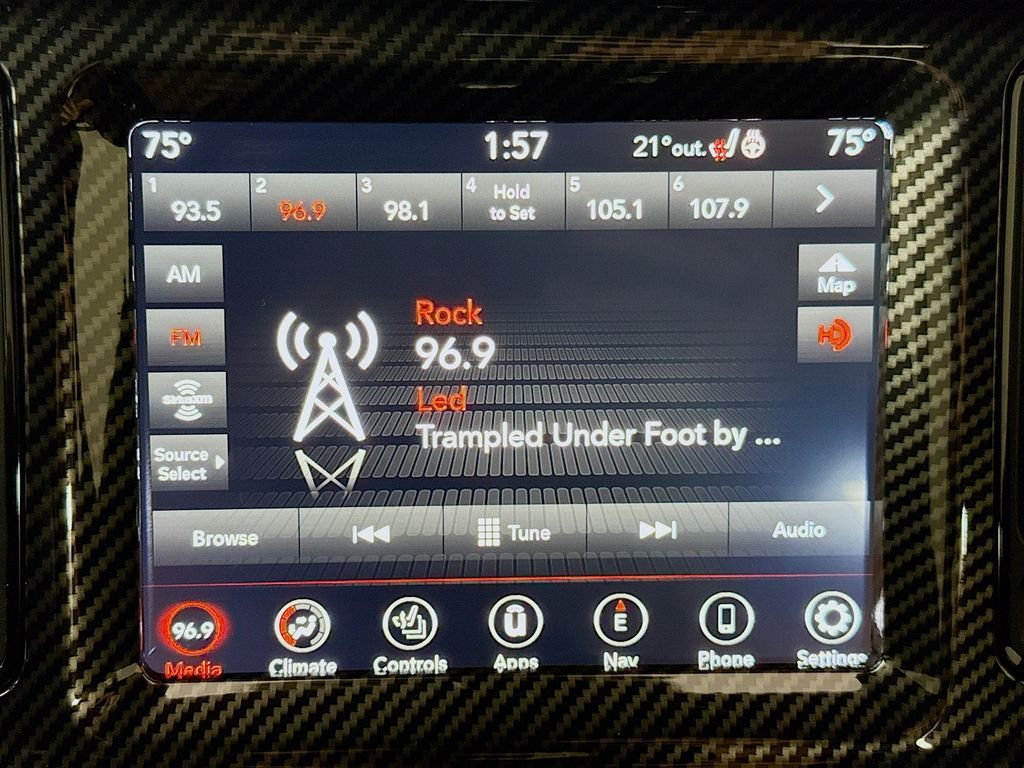 75° 1:57 21°out. 75°
1 93.5 2 96.9 3 98.1 4 Hold to Set 5 105.1 6 107.9
AM
Map
FM
HD
Rock
96.9
Led
Trampled Under Foot by ...
SiriusXM
Source
Select
Browse Tune Audio
96.9 E
Media Climate Controls Apps Nav Phone Settings